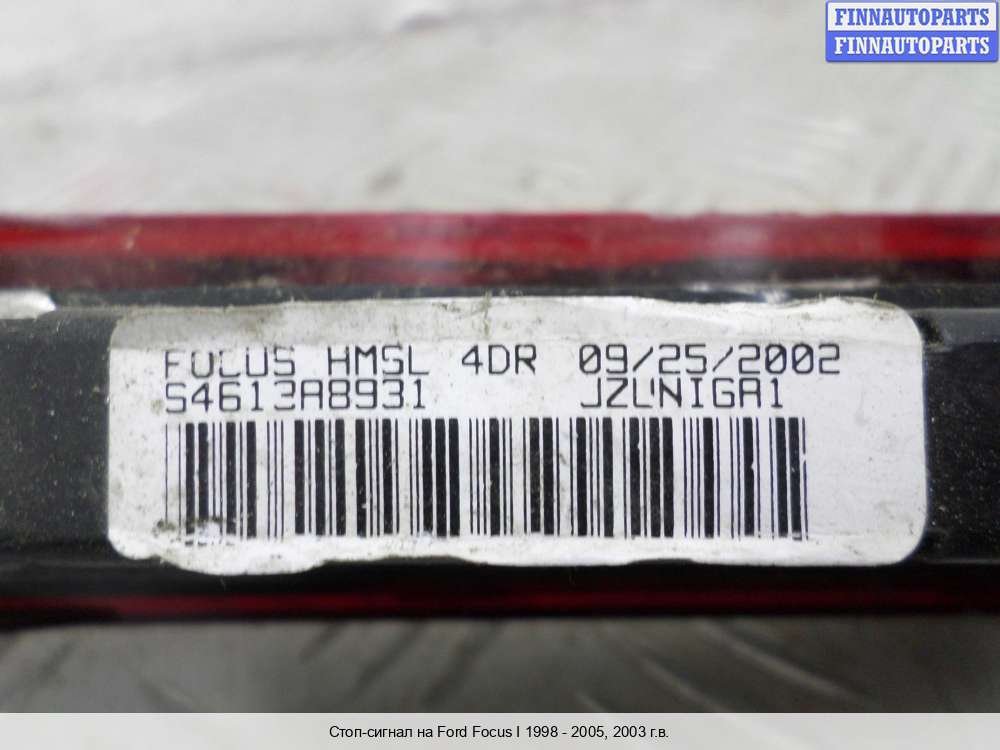 FINNAUTOPARTS
FINNAUTOPARTS
FOCUS HMSL 4DR 09/25/2002
S4613A8931 JZUNIGA1
Стоп-сигнал на Ford Focus I 1998 - 2005, 2003 г.в.